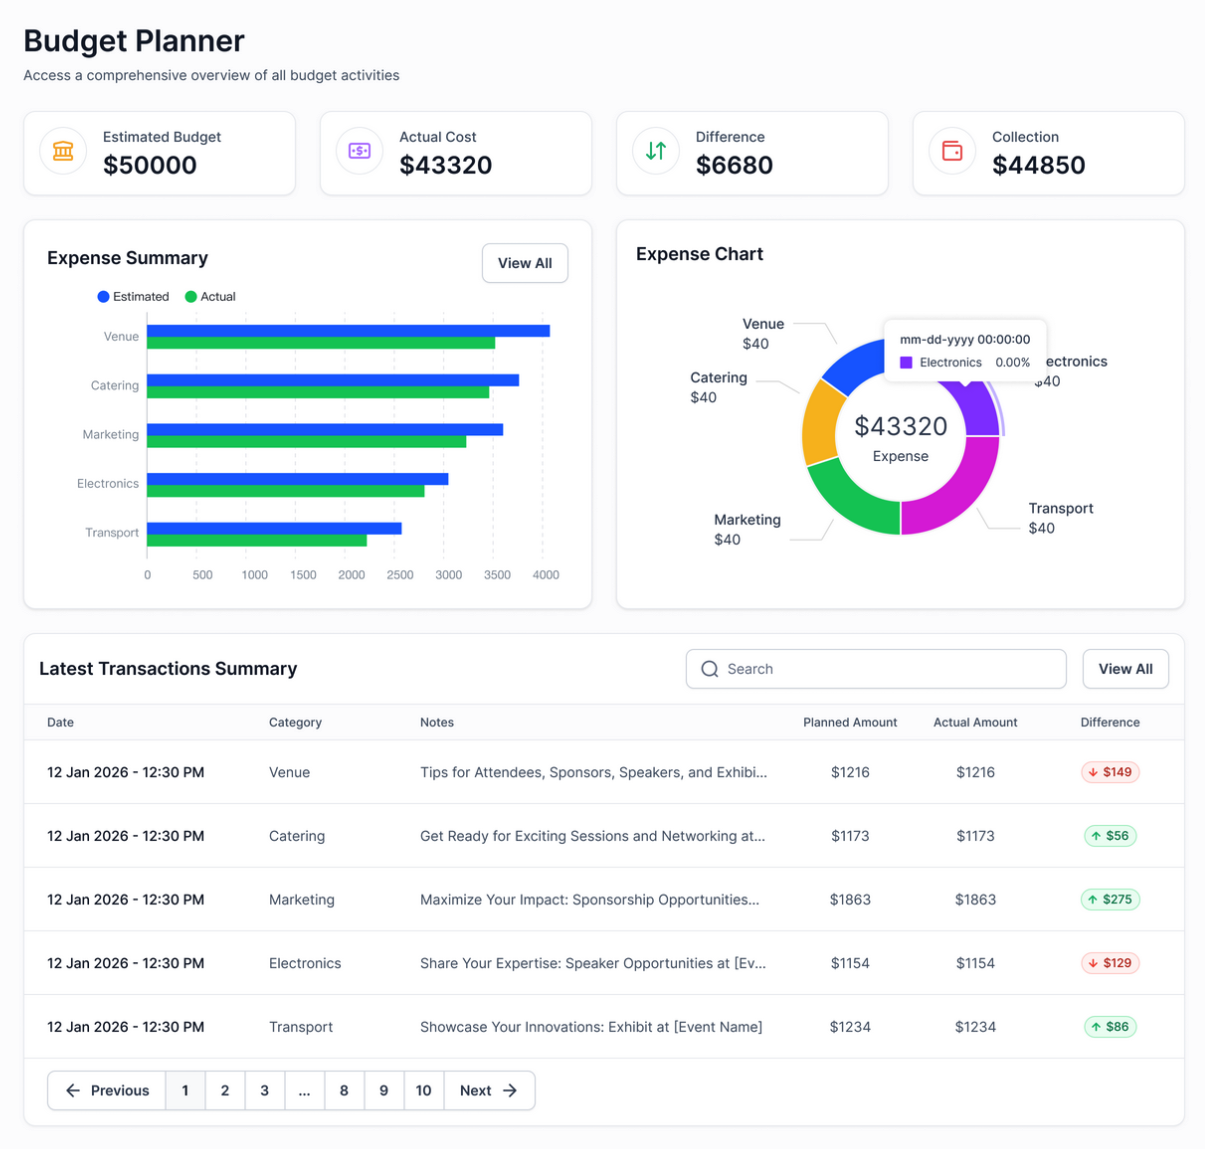 Budget Planner
Access a comprehensive overview of all budget activities
Estimated Budget
$50000
Actual Cost
$43320
Difference
$6680
Collection
$44850
Expense Summary
View All
Estimated Actual
Venue
Catering
Marketing
Electronics
Transport
0 500 1000 1500 2000 2500 3000 3500 4000
Expense Chart
Venue
$40
mm-dd-yyyy 00:00:00
Electronics 0.00%
ectronics
$40
Catering
$40
$43320
Expense
Marketing
$40
Transport
$40
Latest Transactions Summary
Search
View All
Date Category Notes Planned Amount Actual Amount Difference
12 Jan 2026 - 12:30 PM Venue Tips for Attendees, Sponsors, Speakers, and Exhibi... $1216 $1216 ↓ $149
12 Jan 2026 - 12:30 PM Catering Get Ready for Exciting Sessions and Networking at... $1173 $1173 ↑ $56
12 Jan 2026 - 12:30 PM Marketing Maximize Your Impact: Sponsorship Opportunities... $1863 $1863 ↑ $275
12 Jan 2026 - 12:30 PM Electronics Share Your Expertise: Speaker Opportunities at [Ev... $1154 $1154 ↓ $129
12 Jan 2026 - 12:30 PM Transport Showcase Your Innovations: Exhibit at [Event Name] $1234 $1234 ↑ $86
← Previous 1 2 3 ... 8 9 10 Next →